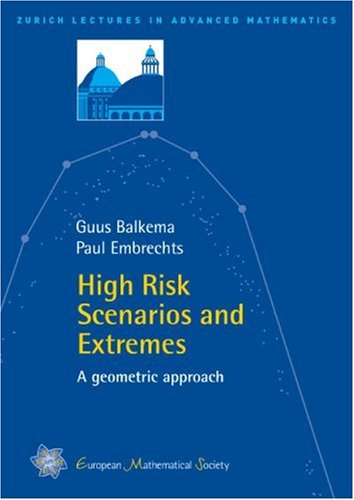 ZURICH LECTURES IN ADVANCED MATHEMATICS
Guus Balkema
Paul Embrechts
High Risk
Scenarios and
Extremes
A geometric approach
European Mathematical Society